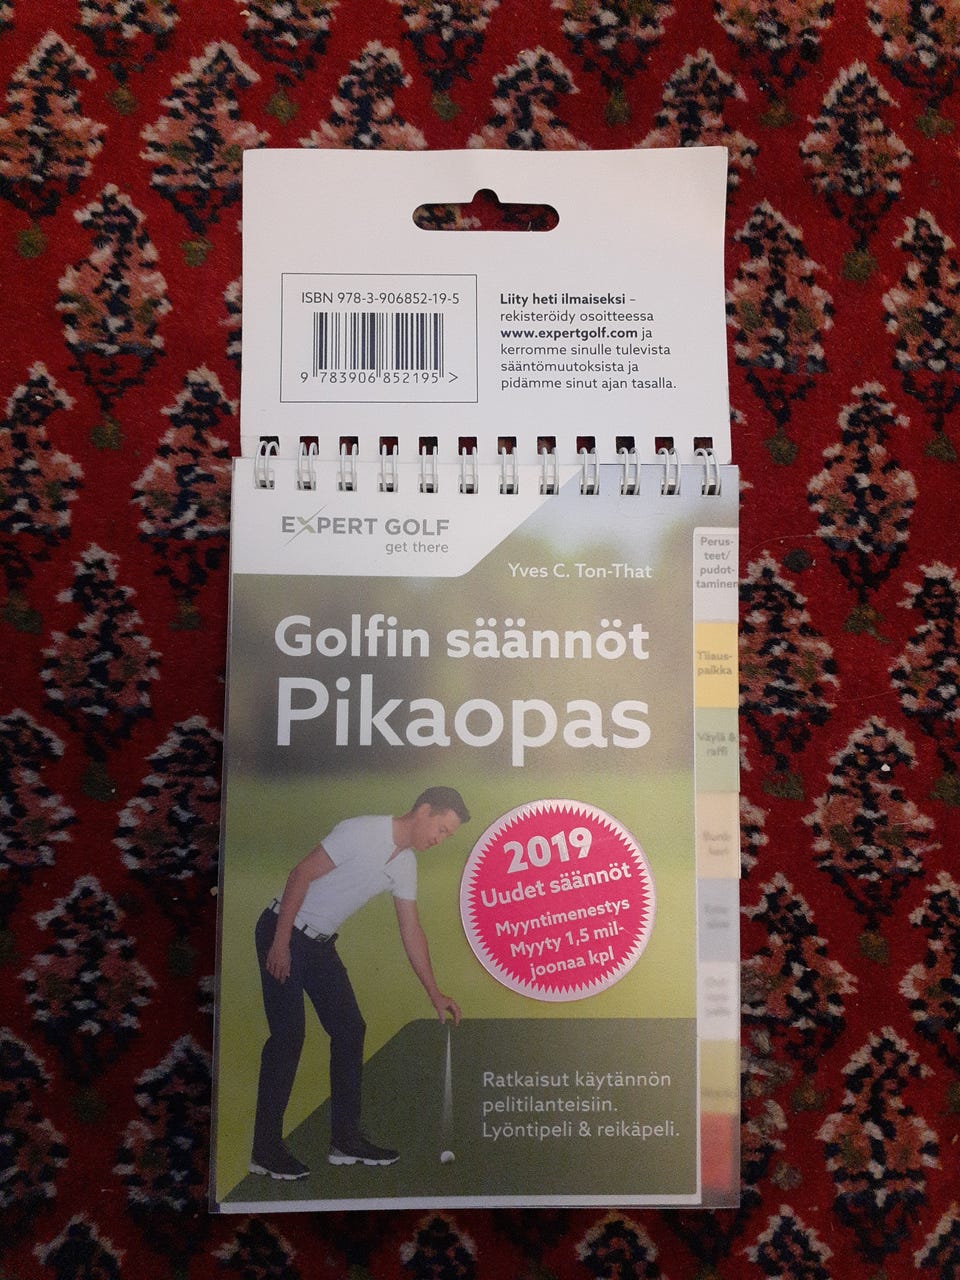 ISBN 978-3-906852-19-5
9 783906 852195 >
Liity heti ilmaiseksi –
rekisteröidy osoitteessa
www.expertgolf.com ja
kerromme sinulle tulevista
sääntömuutoksista ja
pidämme sinut ajan tasalla.
EXPERT GOLF
get there
Yves C. Ton-That
Golfin säännöt
Pikaopas
2019
Uudet säännöt
Myyntimenestys
Myyty 1,5 mil-
joonaa kpl
Ratkaisut käytännön
pelitilanteisiin.
Lyöntipeli & reikäpeli.
Perus-
teet/
pudot-
taminen
Tiiaus-
paikka
Väylä &
raffi